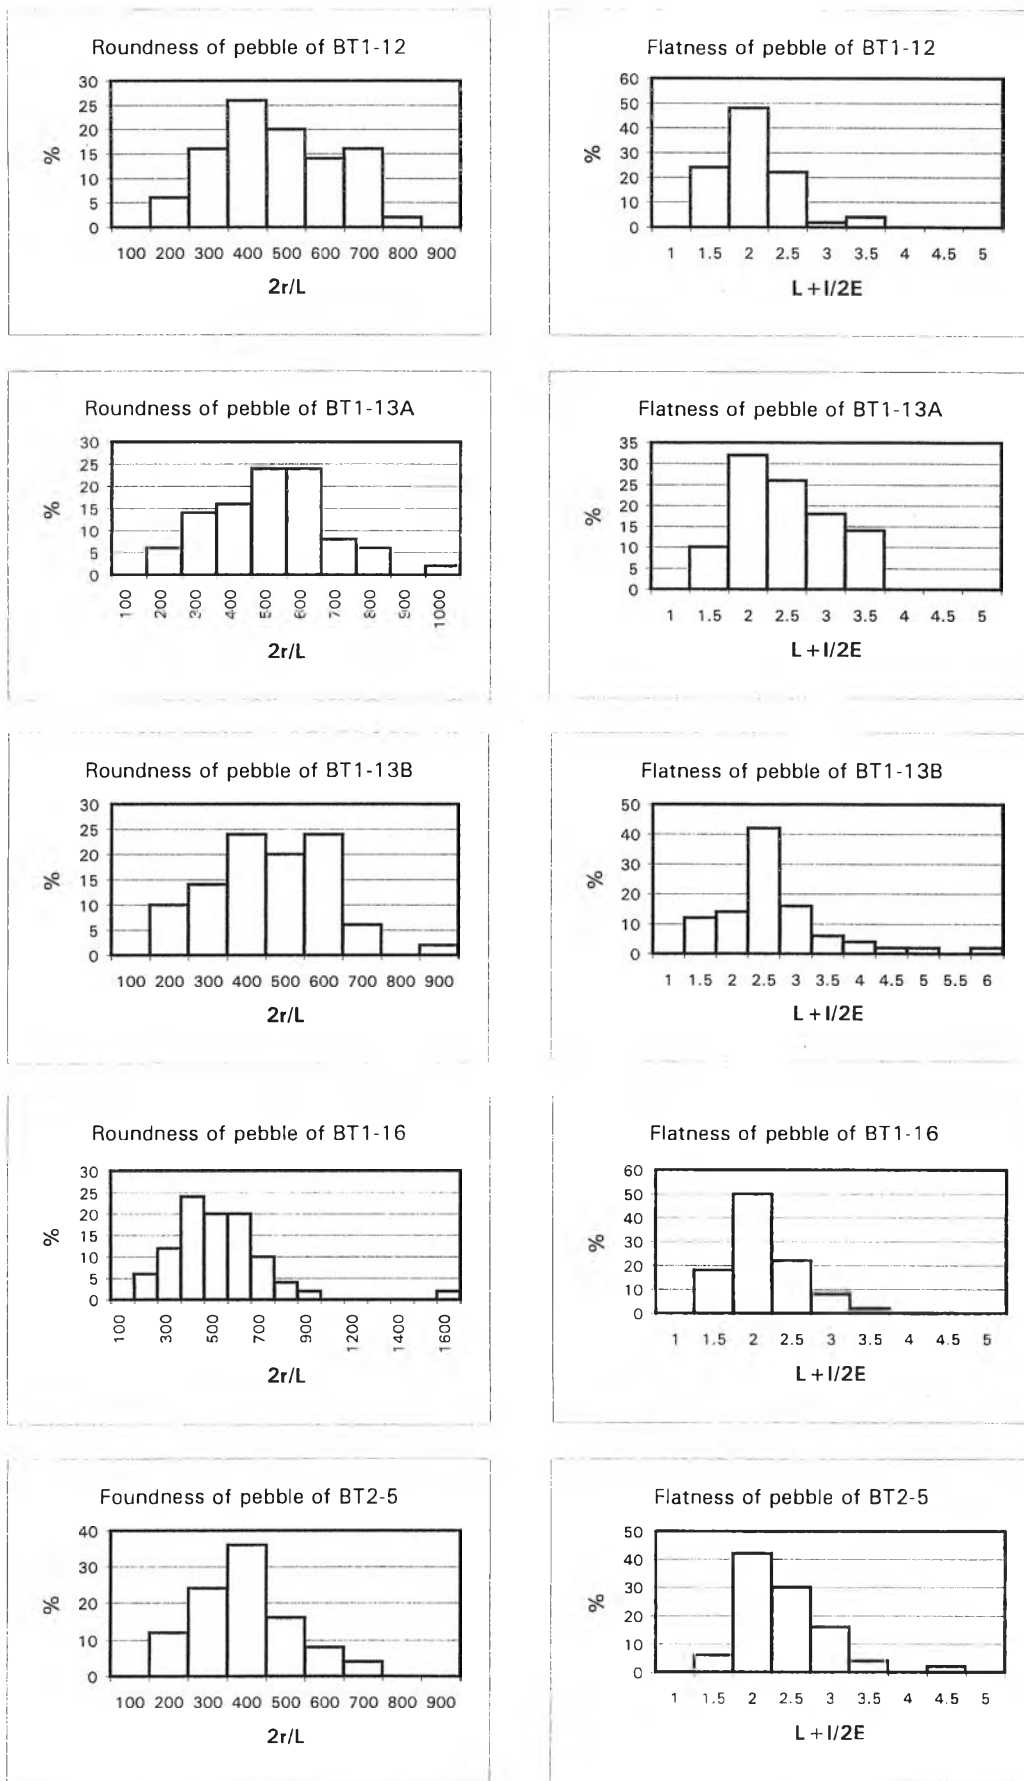 Roundness of pebble of BT1-12
30
25
20
15
10
5
0
%
100 200 300 400 500 600 700 800 900
2r/L
Flatness of pebble of BT1-12
60
50
40
30
20
10
0
%
1 1.5 2 2.5 3 3.5 4 4.5 5
L+I/2E
Roundness of pebble of BT1-13A
30
25
20
15
10
5
0
%
100 200 300 400 500 600 700 800 900 1000
2r/L
Flatness of pebble of BT1-13A
35
30
25
20
15
10
5
0
%
1 1.5 2 2.5 3 3.5 4 4.5 5
L+I/2E
Roundness of pebble of BT1-13B
30
25
20
15
10
5
0
%
100 200 300 400 500 600 700 800 900
2r/L
Flatness of pebble of BT1-13B
50
40
30
20
10
0
%
1 1.5 2 2.5 3 3.5 4 4.5 5 5.5 6
L+I/2E
Roundness of pebble of BT1-16
30
25
20
15
10
5
0
%
100 300 500 700 900 1200 1400 1600
2r/L
Flatness of pebble of BT1-16
60
50
40
30
20
10
0
%
1 1.5 2 2.5 3 3.5 4 4.5 5
L+I/2E
Foundness of pebble of BT2-5
40
30
20
10
0
%
100 200 300 400 500 600 700 800 900
2r/L
Flatness of pebble of BT2-5
50
40
30
20
10
0
%
1 1.5 2 2.5 3 3.5 4 4.5 5
L+I/2E